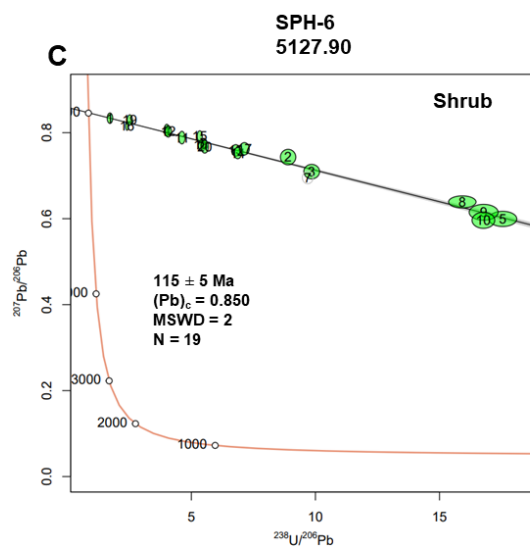 SPH-6
5127.90
C
Shrub
0.8
0.6
0.4
0.2
0.0
207Pb/206Pb
115 ± 5 Ma
(Pb)c = 0.850
MSWD = 2
N = 19
3000
2000
1000
12
15
2
3
7
8
9
10
5
5
10
15
238U/206Pb